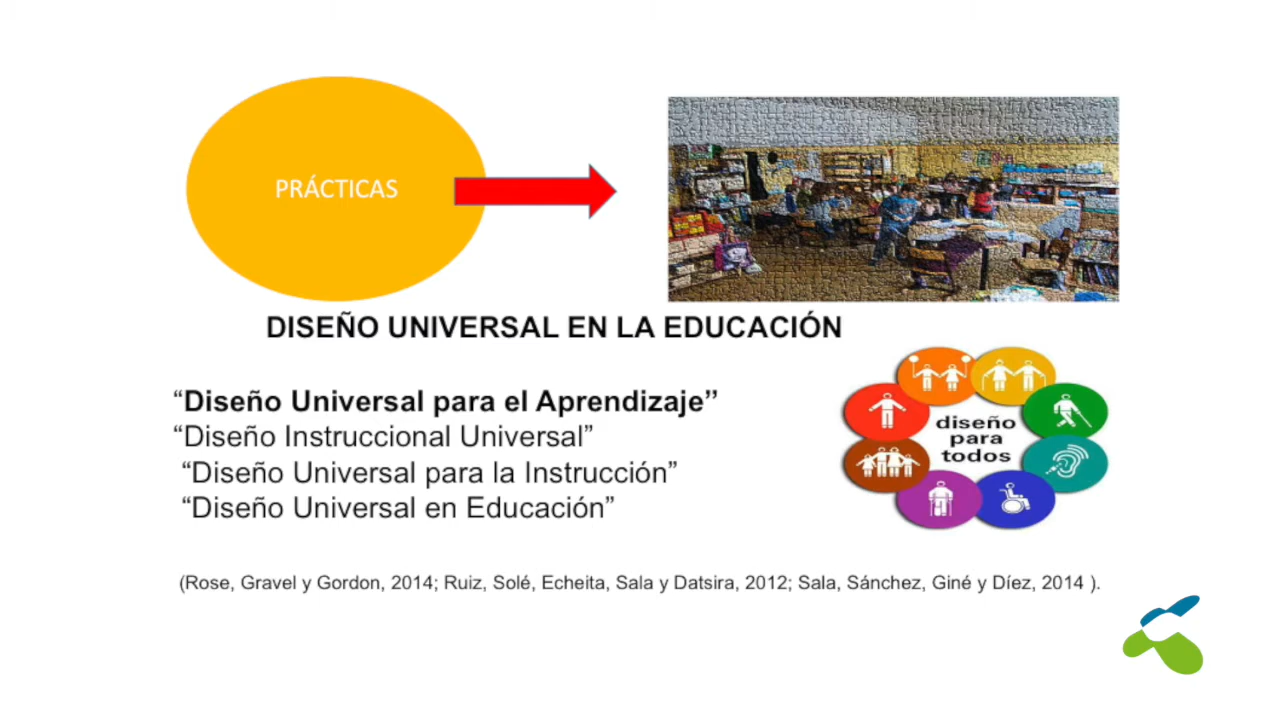 PRÁCTICAS
DISEÑO UNIVERSAL EN LA EDUCACIÓN
“Diseño Universal para el Aprendizaje”
“Diseño Instruccional Universal”
“Diseño Universal para la Instrucción”
“Diseño Universal en Educación”
diseño
para
todos
(Rose, Gravel y Gordon, 2014; Ruiz, Solé, Echeita, Sala y Datsira, 2012; Sala, Sánchez, Giné y Díez, 2014 ).